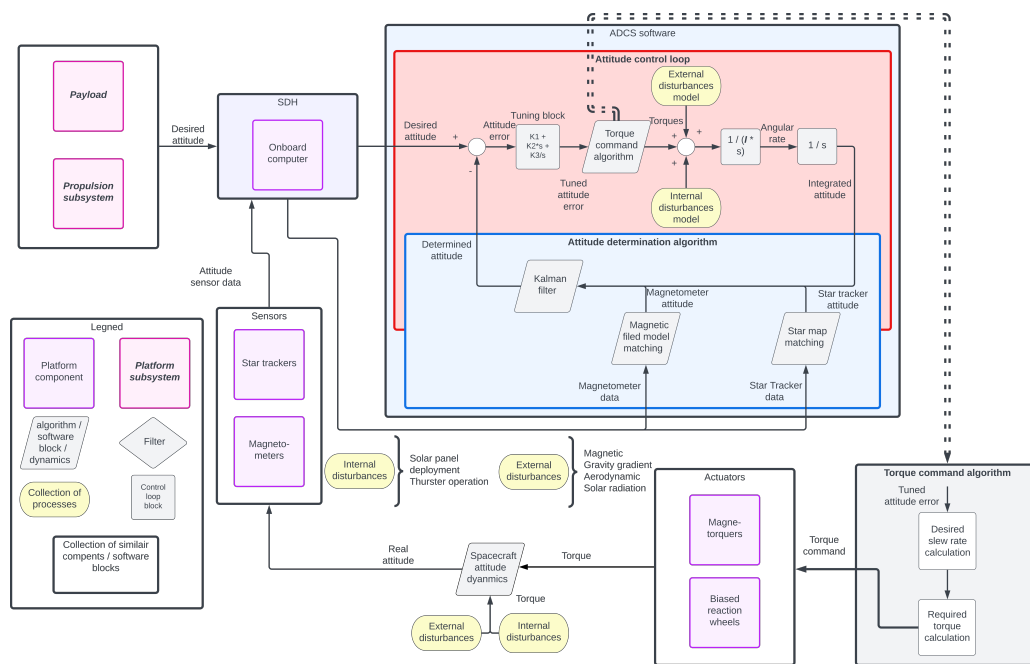 ADCS software
Attitude control loop
Payload
Propulsion
subsystem
Desired
attitude
SDH
Onboard
computer
Desired
attitude
+
-
Attitude
error
Tuning block
K1 +
K2*s +
K3/s
Torque
command
algorithm
Tuned
attitude
error
Torques
External
disturbances
model
+
+
+
Internal
disturbances
model
1 / (I *
s)
Angular
rate
1 / s
Integrated
attitude
Attitude determination algorithm
Determined
attitude
Kalman
filter
Magnetometer
attitude
Star tracker
attitude
Magnetic
filed model
matching
Star map
matching
Magnetometer
data
Star Tracker
data
Attitude
sensor data
Sensors
Star trackers
Magneto-
meters
Legned
Platform
component
Platform
subsystem
algorithm /
software
block /
dynamics
Filter
Collection of
processes
Control
loop
block
Collection of similair
compents / software
blocks
Internal
disturbances
Solar panel
deployment
Thurster operation
External
disturbances
Magnetic
Gravity gradient
Aerodynamic
Solar radiation
Actuators
Magne-
torquers
Biased
reaction
wheels
Torque command algorithm
Tuned
attitude error
Desired
slew rate
calculation
Required
torque
calculation
Torque
command
Torque
Spacecraft
attitude
dyanmics
Real
attitude
Torque
External
disturbances
Internal
disturbances